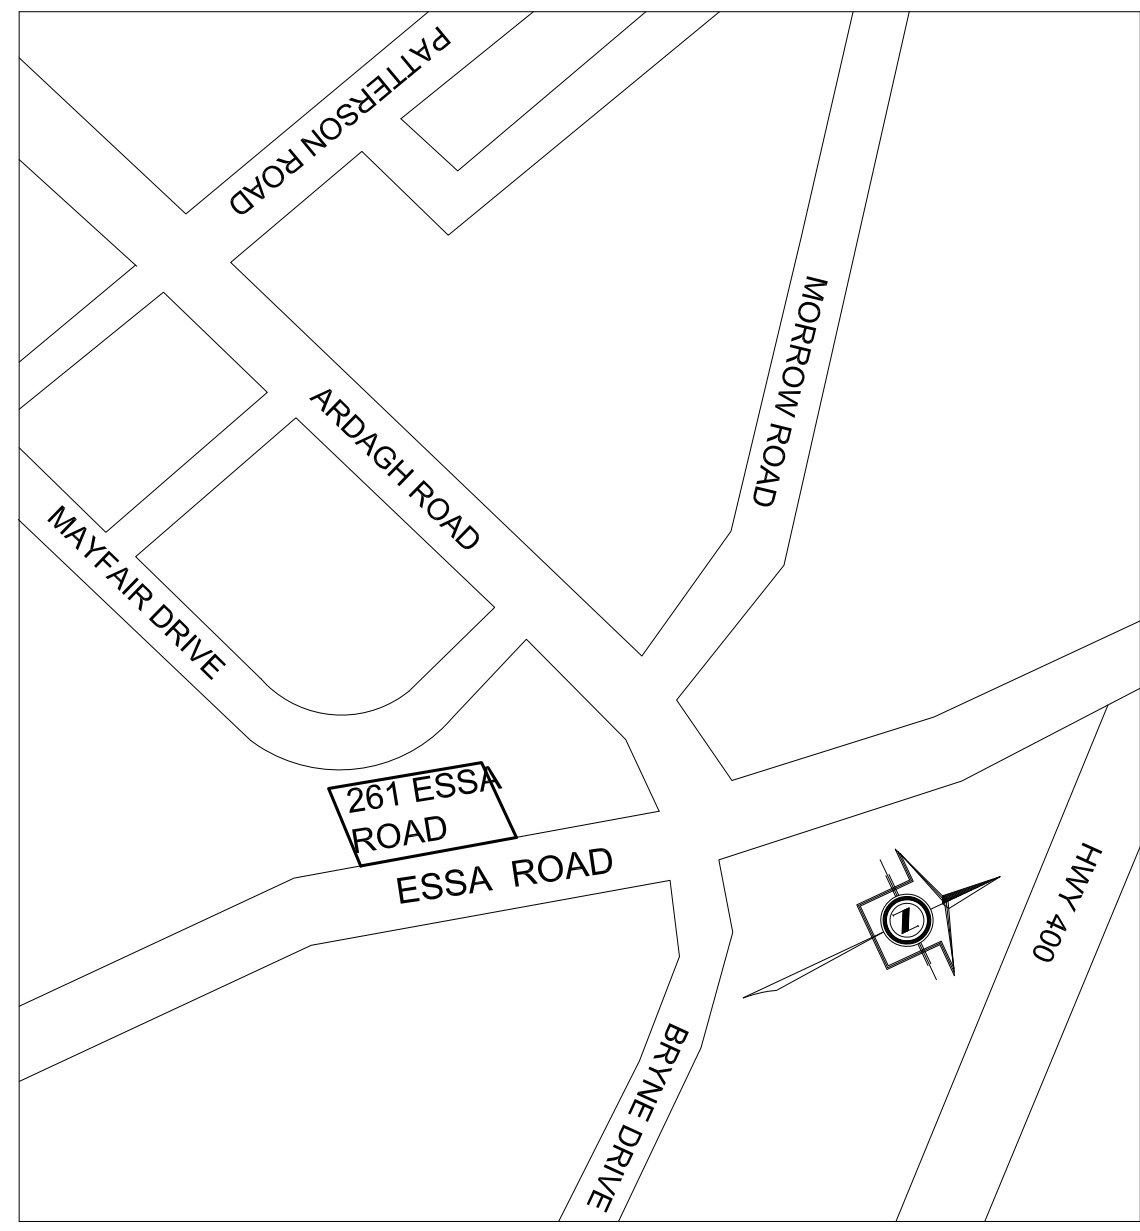 PATTERSON ROAD
MORROW ROAD
ARDAGH ROAD
MAYFAIR DRIVE
261 ESSA
ROAD
ESSA ROAD
HWY 400
N
BRYNE DRIVE